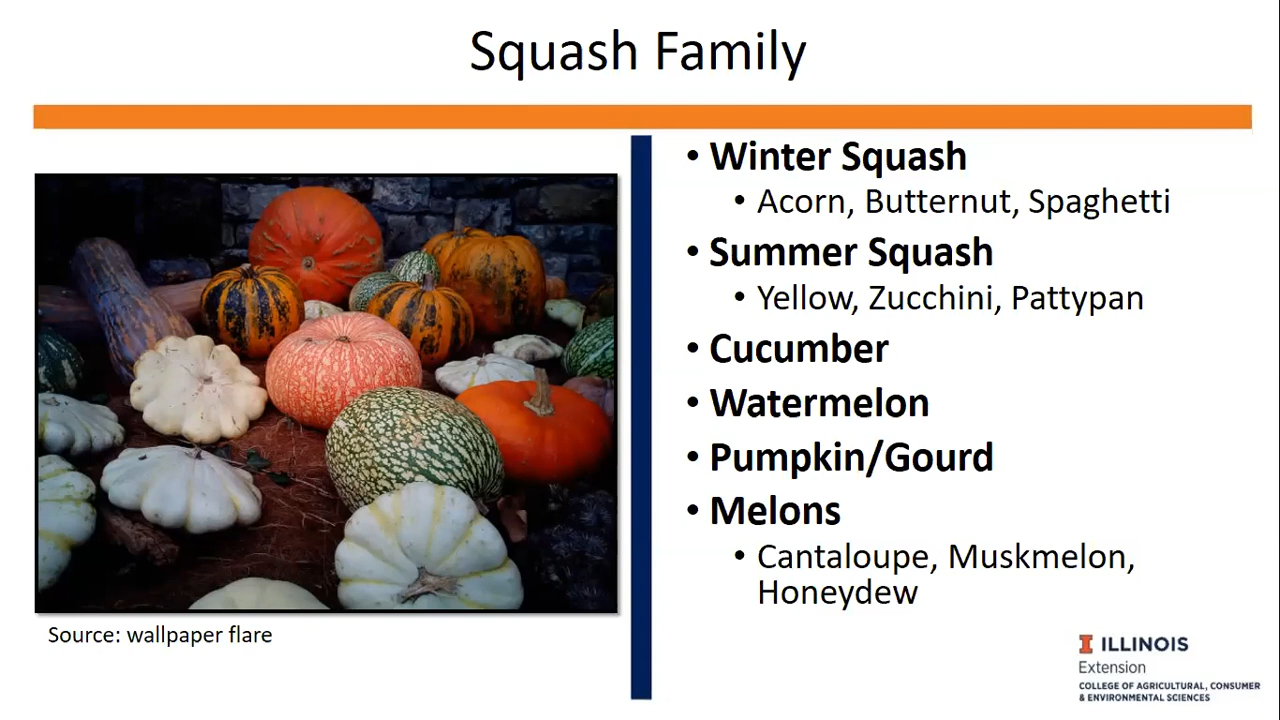 Squash Family
• Winter Squash
• Acorn, Butternut, Spaghetti
• Summer Squash
• Yellow, Zucchini, Pattypan
• Cucumber
• Watermelon
• Pumpkin/Gourd
• Melons
• Cantaloupe, Muskmelon,
Honeydew
Source: wallpaper flare
I ILLINOIS
Extension
COLLEGE OF AGRICULTURAL, CONSUMER
& ENVIRONMENTAL SCIENCES